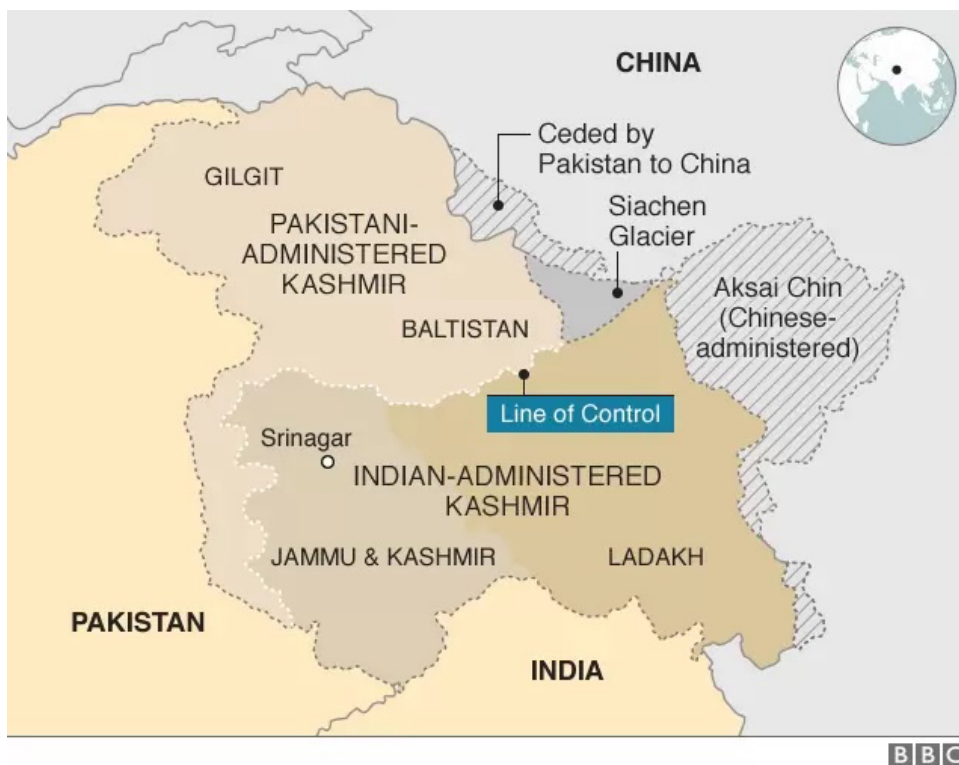 CHINA
Ceded by
Pakistan to China
GILGIT
Siachen
Glacier
PAKISTANI-
ADMINISTERED
KASHMIR
Aksai Chin
(Chinese-
administered)
BALTISTAN
Line of Control
Srinagar
INDIAN-ADMINISTERED
KASHMIR
JAMMU & KASHMIR
LADAKH
PAKISTAN
INDIA
BBC